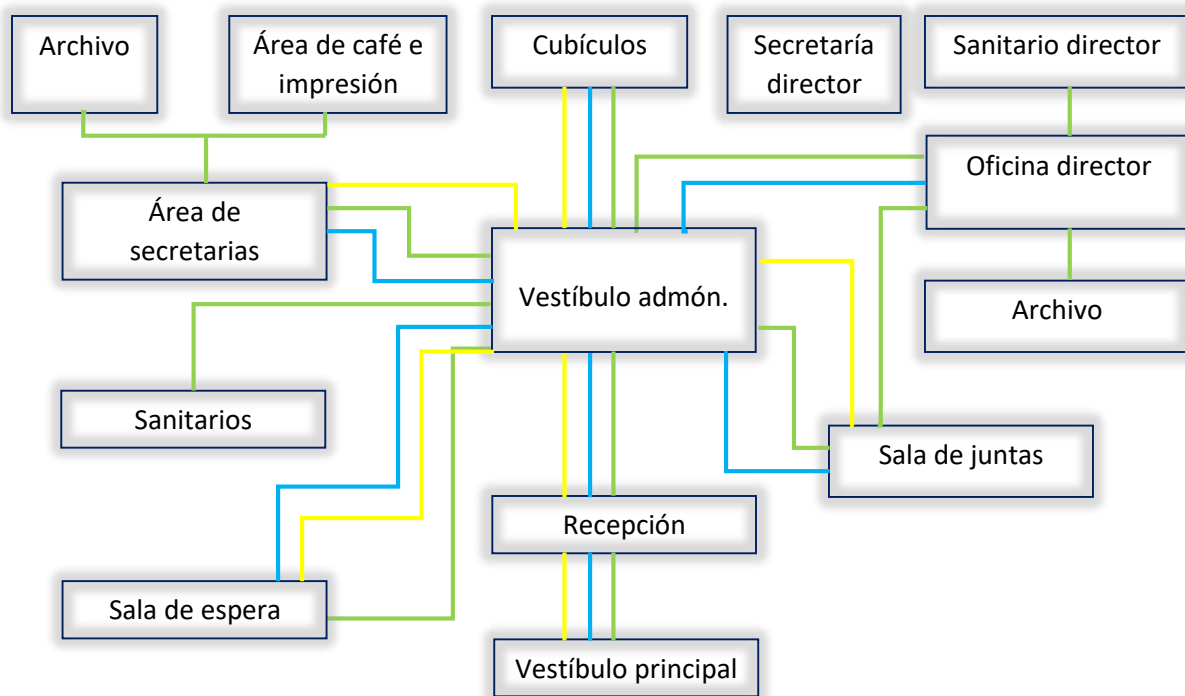 Archivo
Área de café e
impresión
Cubículos
Secretaría
director
Sanitario director
Oficina director
Área de
secretarias
Vestíbulo admón.
Archivo
Sanitarios
Sala de juntas
Recepción
Sala de espera
Vestíbulo principal